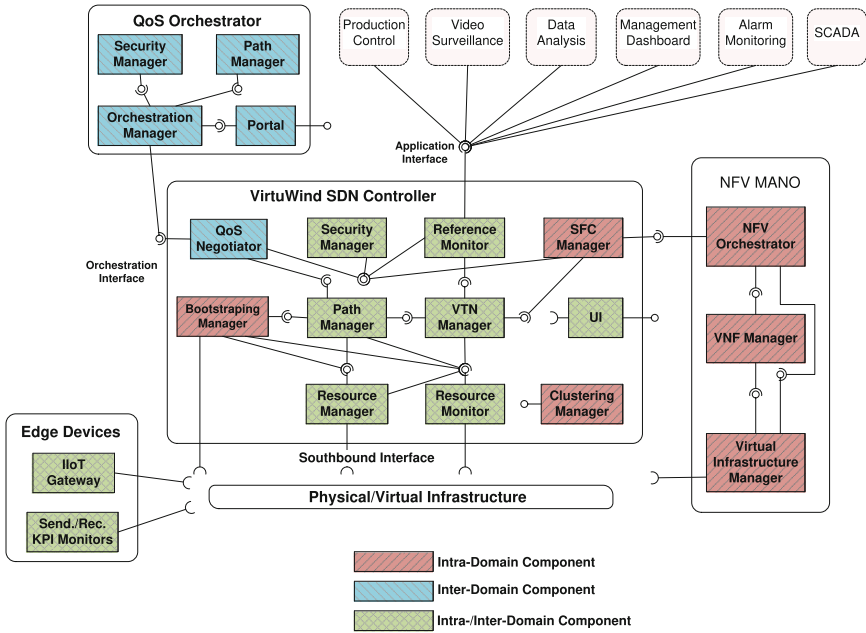 QoS Orchestrator
Security
Manager
Path
Manager
Orchestration
Manager
Portal
Production
Control
Video
Surveillance
Data
Analysis
Management
Dashboard
Alarm
Monitoring
SCADA
Application
Interface
VirtuWind SDN Controller
QoS
Negotiator
Security
Manager
Reference
Monitor
SFC
Manager
Orchestration
Interface
Bootstraping
Manager
Path
Manager
VTN
Manager
UI
Resource
Manager
Resource
Monitor
Clustering
Manager
Southbound Interface
NFV MANO
NFV
Orchestrator
VNF Manager
Virtual
Infrastructure
Manager
Edge Devices
IIoT
Gateway
Send./Rec.
KPI Monitors
Physical/Virtual Infrastructure
Intra-Domain Component
Inter-Domain Component
Intra-/Inter-Domain Component